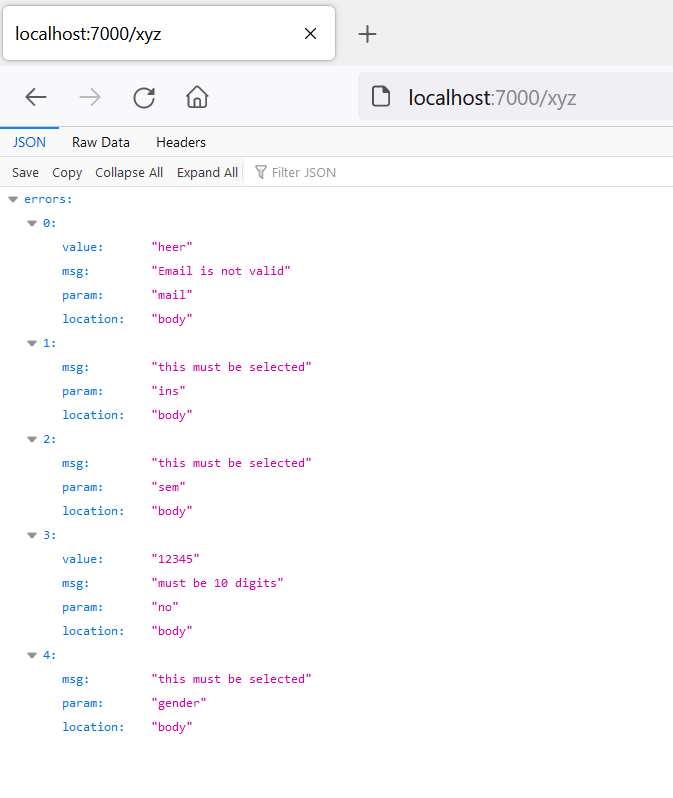 localhost:7000/xyz
localhost:7000/xyz
JSON Raw Data Headers
Save Copy Collapse All Expand All Filter JSON
errors:
0:
value: "heer"
msg: "Email is not valid"
param: "mail"
location: "body"
1:
msg: "this must be selected"
param: "ins"
location: "body"
2:
msg: "this must be selected"
param: "sem"
location: "body"
3:
value: "12345"
msg: "must be 10 digits"
param: "no"
location: "body"
4:
msg: "this must be selected"
param: "gender"
location: "body"